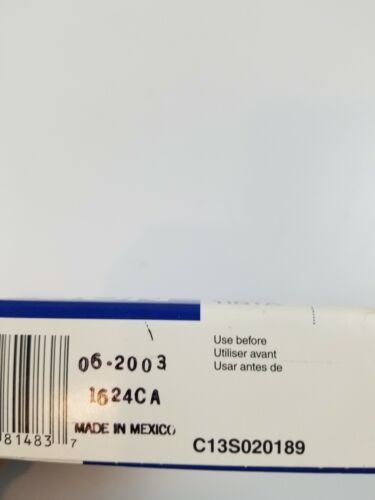 06-2003
1624CA
MADE IN MEXICO
81483 7
Use before
Utiliser avant
Usar antes de
C13S020189